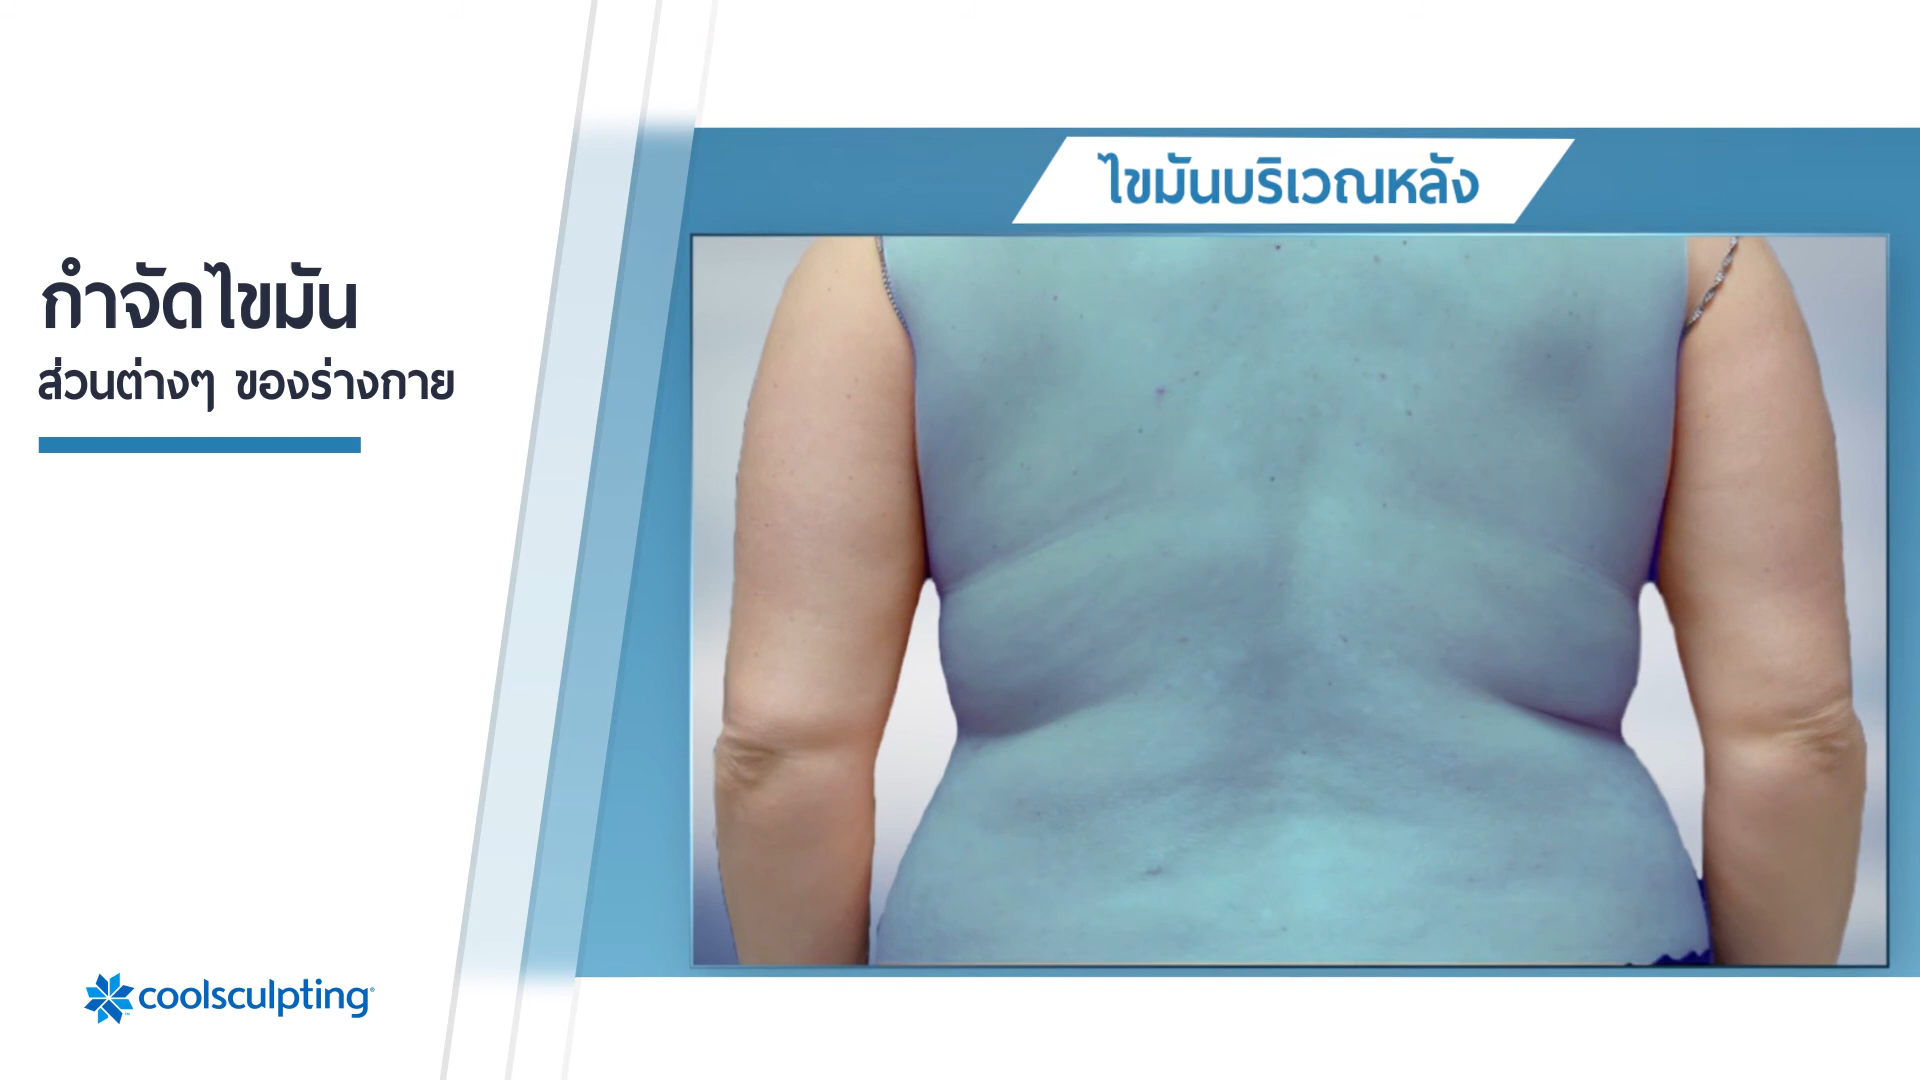 กำจัดไขมัน
ส่วนต่างๆ ของร่างกาย
ไขมันบริเวณหลัง
coolsculpting®